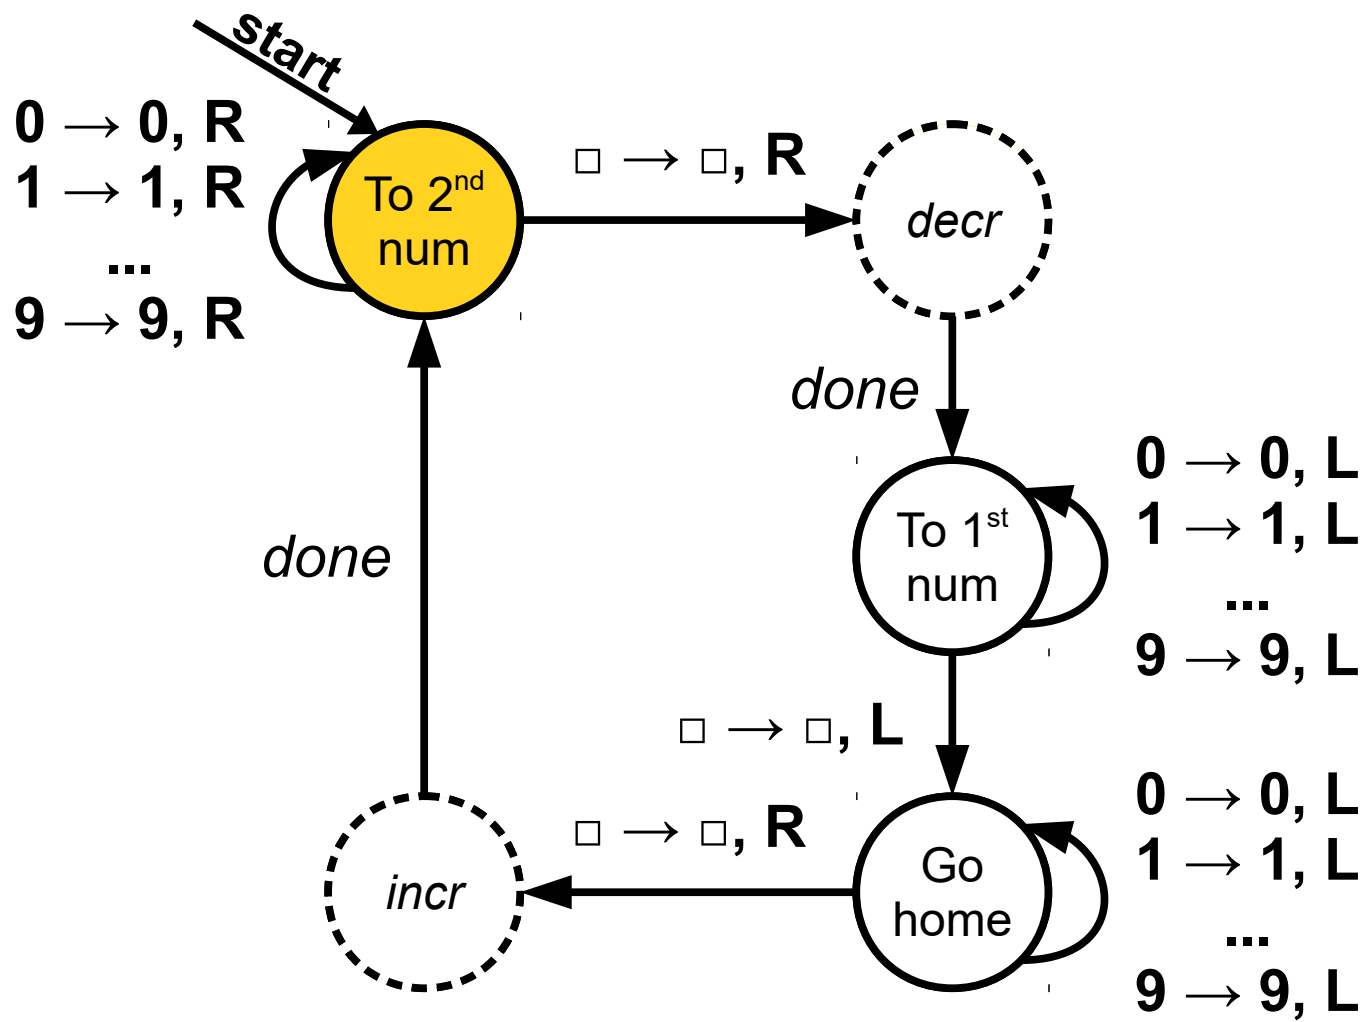 start
0 → 0, R
1 → 1, R
...
9 → 9, R
To 2nd
num
□ → □, R
decr
done
0 → 0, L
1 → 1, L
...
9 → 9, L
To 1st
num
done
□ → □, L
□ → □, R
incr
Go
home
0 → 0, L
1 → 1, L
...
9 → 9, L